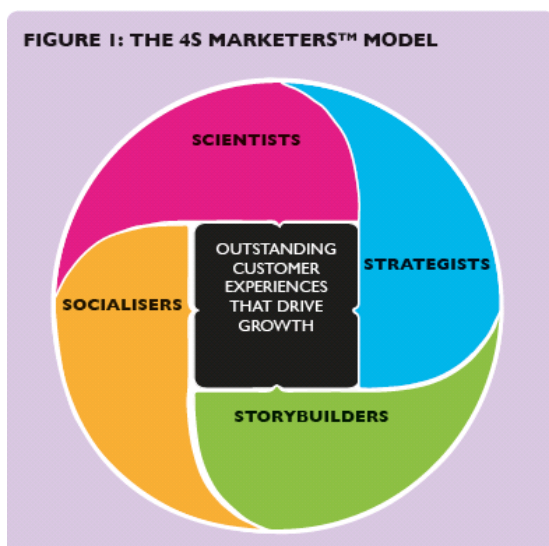 FIGURE 1: THE 4S MARKETERS™ MODEL
SCIENTISTS
STRATEGISTS
OUTSTANDING
CUSTOMER
EXPERIENCES
THAT DRIVE
GROWTH
SOCIALISERS
STORYBUILDERS